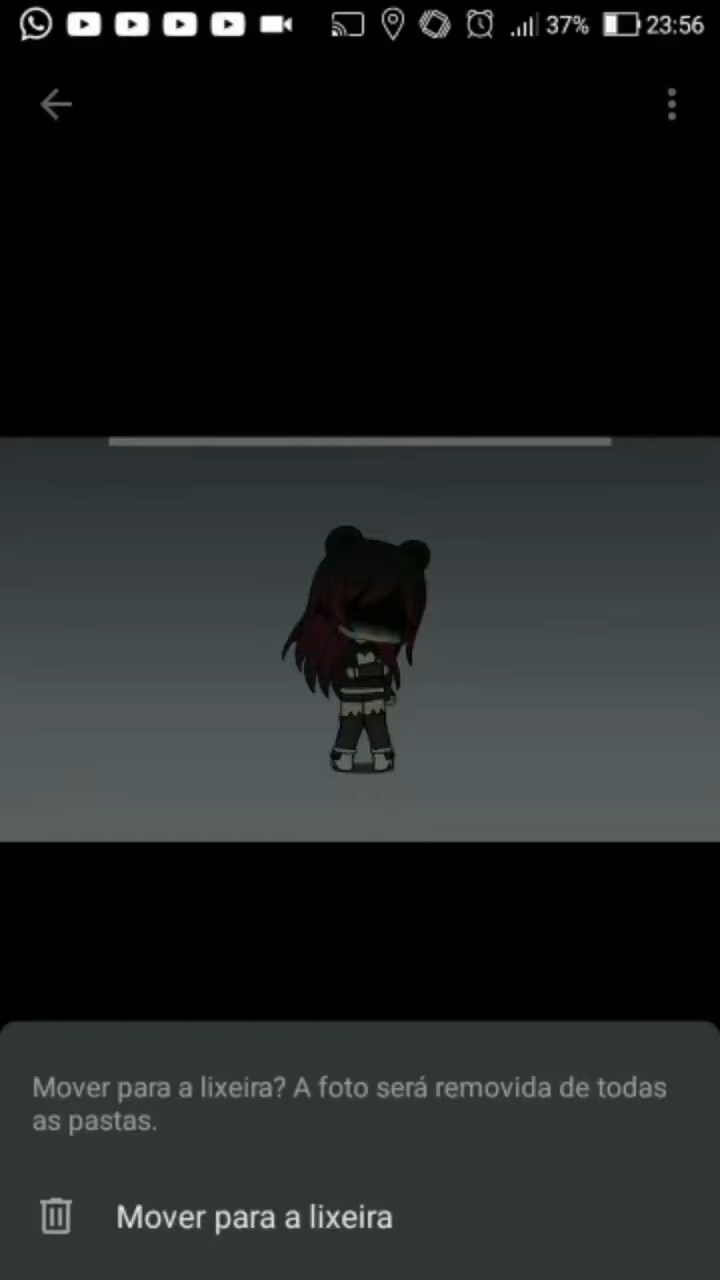 37% 23:56
Mover para a lixeira? A foto será removida de todas
as pastas.
Mover para a lixeira